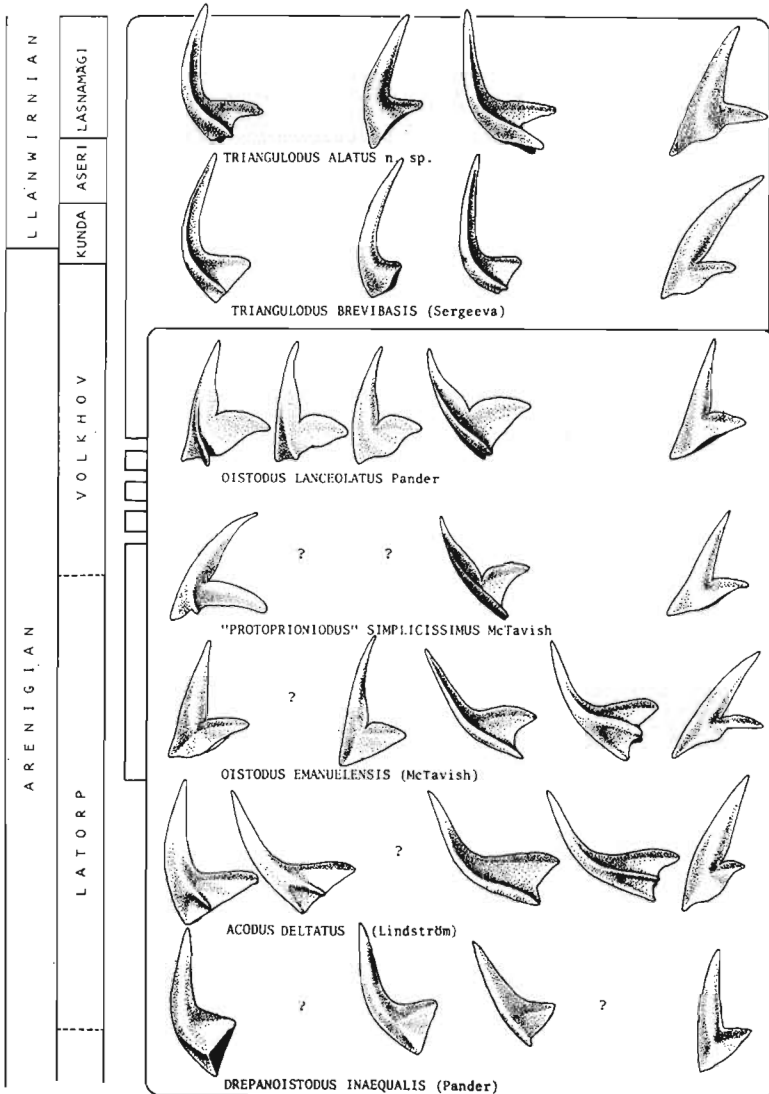 LLANWIRNIAN
ARENIGIAN
LASNAMÄGI
ASERI
KUNDA
VOLKHOV
LATORP
TRIANGULODUS ALATUS n. sp.
TRIANGULODUS BREVIBASIS (Sergeeva)
OISTODUS LANCEOLATUS Pander
? ?
"PROTOPRIONIODUS" SIMPLICISSIMUS McTavish
?
OISTODUS EMANUELENSIS (McTavish)
?
ACODUS DELTATUS (Lindström)
? ?
DREPANOISTODUS INAEQUALIS (Pander)